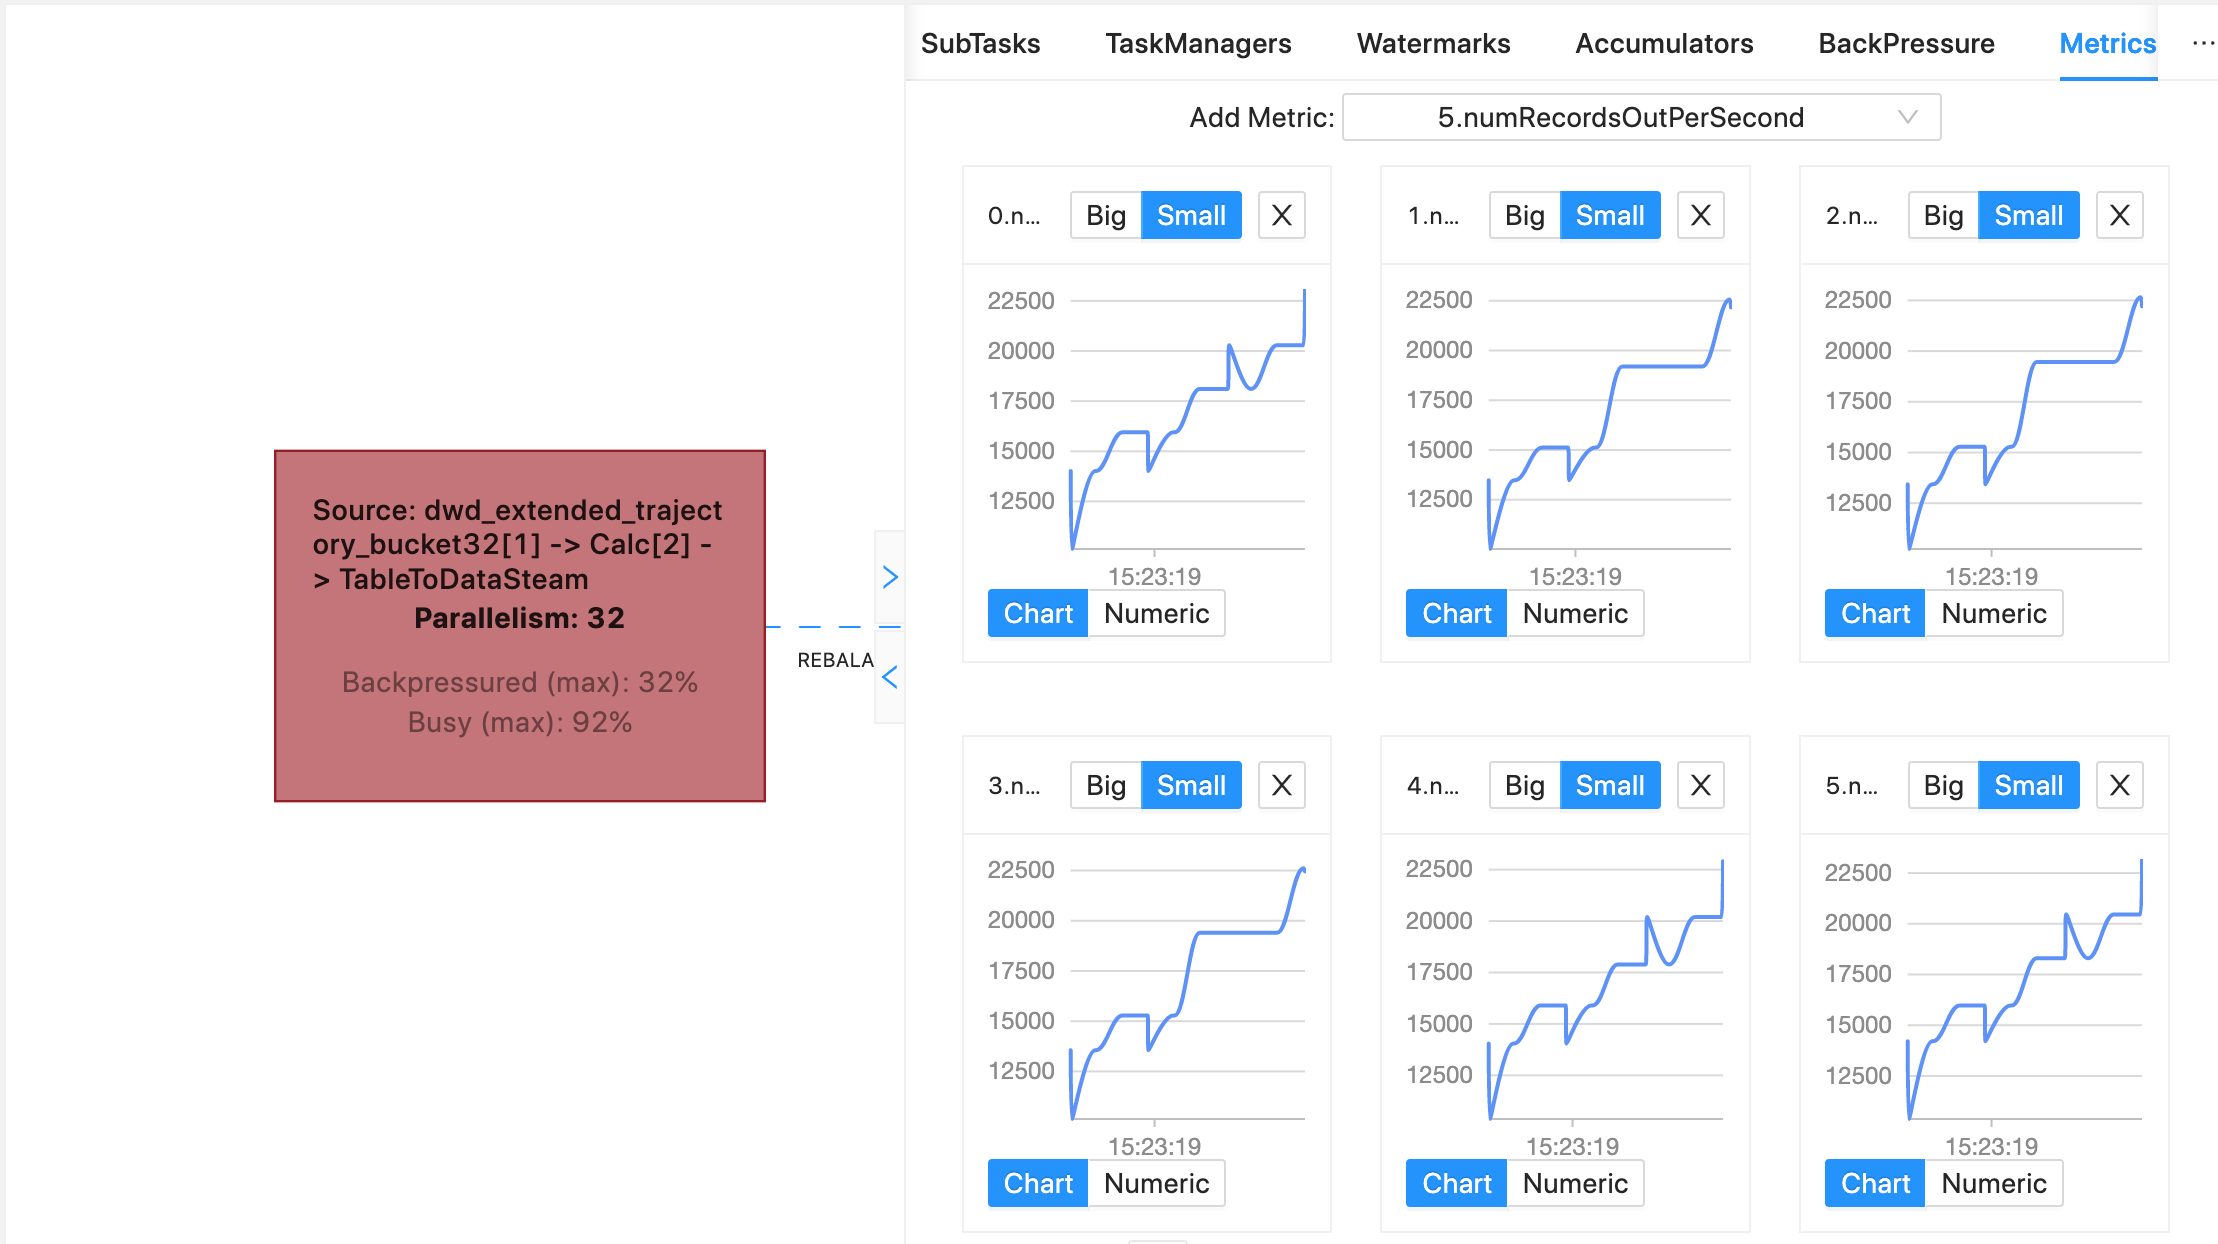 SubTasks TaskManagers Watermarks Accumulators BackPressure Metrics ...
Add Metric: 5.numRecordsOutPerSecond
0.n... Big Small X
1.n... Big Small X
2.n... Big Small X
22500
20000
17500
15000
12500
15:23:19
Chart Numeric
22500
20000
17500
15000
12500
15:23:19
Chart Numeric
22500
20000
17500
15000
12500
15:23:19
Chart Numeric
Source: dwd_extended_traject
ory_bucket32[1] -> Calc[2] -
> TableToDataSteam
Parallelism: 32
Backpressured (max): 32%
Busy (max): 92%
REBALA
3.n... Big Small X
4.n... Big Small X
5.n... Big Small X
22500
20000
17500
15000
12500
15:23:19
Chart Numeric
22500
20000
17500
15000
12500
15:23:19
Chart Numeric
22500
20000
17500
15000
12500
15:23:19
Chart Numeric